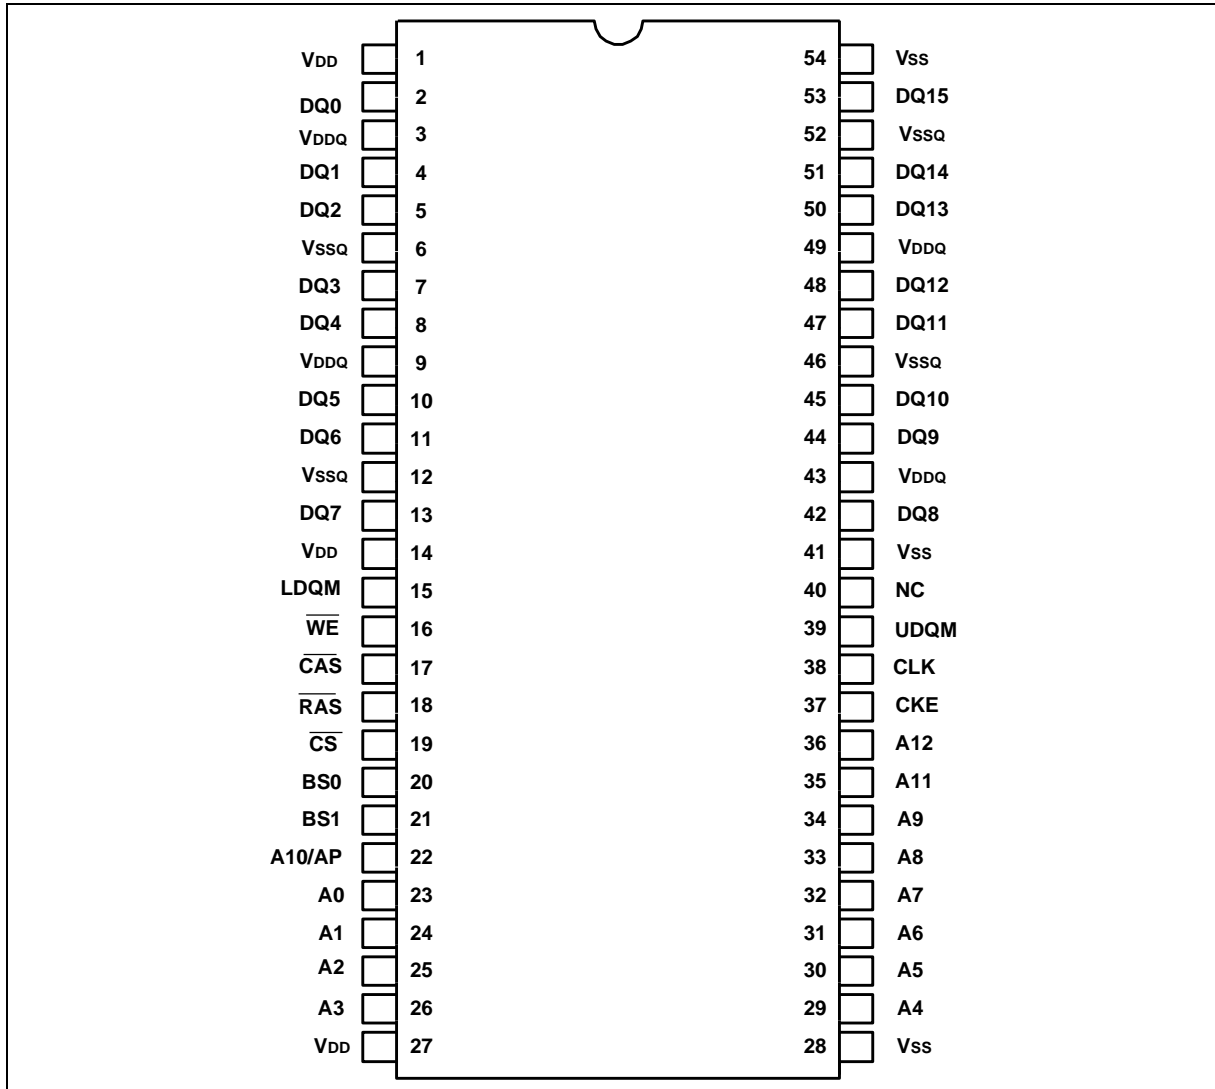 VDD 1 54 VSS
DQ0 2 53 DQ15
VDDQ 3 52 VSSQ
DQ1 4 51 DQ14
DQ2 5 50 DQ13
VSSQ 6 49 VDDQ
DQ3 7 48 DQ12
DQ4 8 47 DQ11
VDDQ 9 46 VSSQ
DQ5 10 45 DQ10
DQ6 11 44 DQ9
VSSQ 12 43 VDDQ
DQ7 13 42 DQ8
VDD 14 41 VSS
LDQM 15 40 NC
W̅E̅ 16 39 UDQM
C̅A̅S̅ 17 38 CLK
R̅A̅S̅ 18 37 CKE
C̅S̅ 19 36 A12
BS0 20 35 A11
BS1 21 34 A9
A10/AP 22 33 A8
A0 23 32 A7
A1 24 31 A6
A2 25 30 A5
A3 26 29 A4
VDD 27 28 VSS